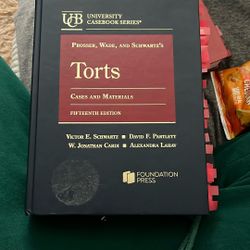 UCB UNIVERSITY
CASEBOOK SERIES®
PROSSER, WADE, AND SCHWARTZ'S
Torts
CASES AND MATERIALS
FIFTEENTH EDITION
VICTOR E. SCHWARTZ • DAVID F. PARTLETT
W. JONATHAN CARDI • ALEXANDRA LAHAV
FOUNDATION
PRESS